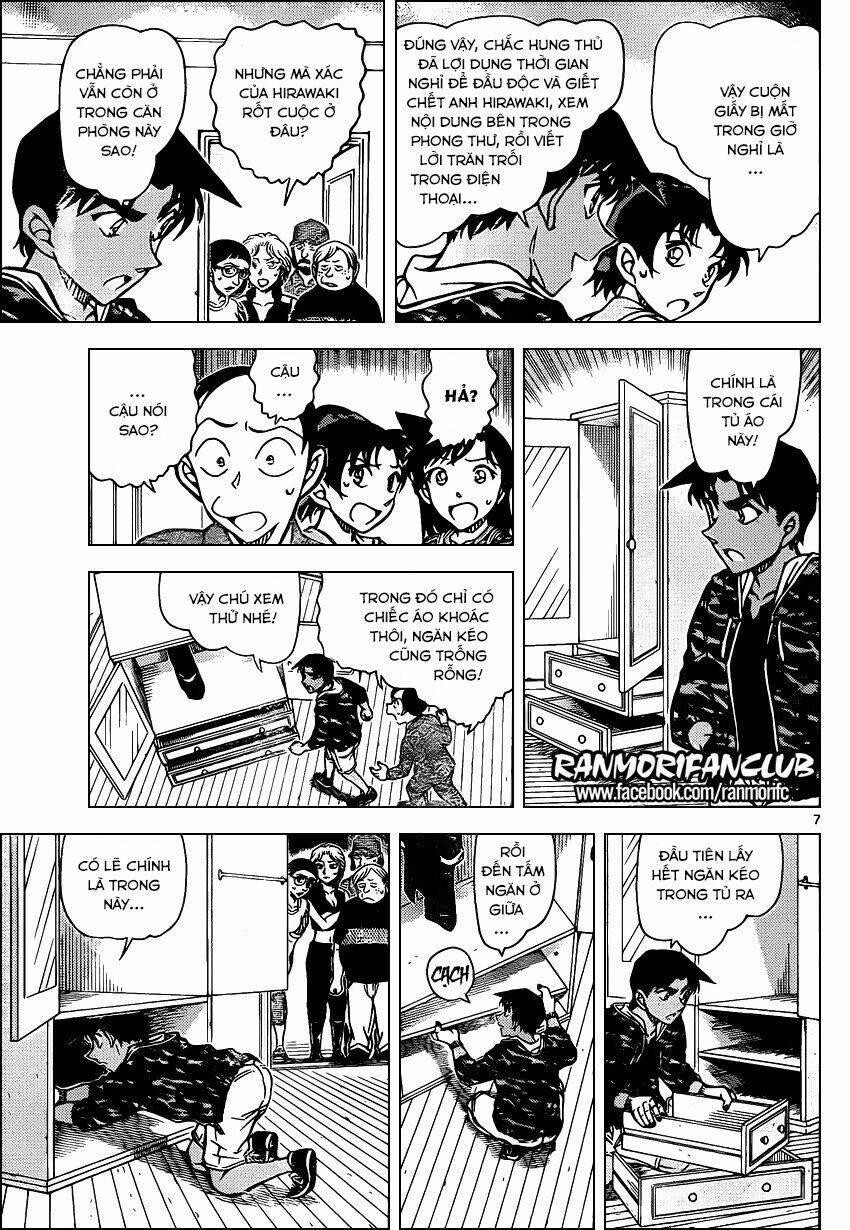 VẬY CUỘN
GIẤY BỊ MẤT
TRONG GIỜ
NGHỈ LÀ
...
ĐÚNG VẬY, CHẮC HUNG THỦ
ĐÃ LỢI DỤNG THỜI GIAN
NGHỈ ĐỂ ĐẦU ĐỘC VÀ GIẾT
CHẾT ANH HIRAWAKI, XEM
NỘI DUNG BÊN TRONG
PHONG THƯ, RỒI VIẾT
LỜI TRĂN TRỐI
TRONG ĐIỆN
THOẠI...
NHƯNG MÀ XÁC
CỦA HIRAWAKI
RỐT CUỘC Ở
ĐÂU?
CHẲNG PHẢI
VẪN CÒN Ở
TRONG CĂN
PHÒNG NÀY
SAO!
CHÍNH LÀ
TRONG CÁI
TỦ ÁO
NÀY!
HẢ?
CẬU
...
...
CẬU NÓI
SAO?
TRONG ĐÓ CHỈ CÓ
CHIẾC ÁO KHOÁC
THÔI, NGĂN KÉO
CŨNG TRỐNG
RỖNG!
VẬY CHÚ XEM
THỬ NHÉ!
RANMORIFANCLUB
www.facebook.com/ranmorifc
7
ĐẦU TIÊN LẤY
HẾT NGĂN KÉO
TRONG TỦ RA
...
RỒI
ĐẾN TẤM
NGĂN Ở
GIỮA
...
CẠCH
CÓ LẼ CHÍNH
LÀ TRONG
NÀY...